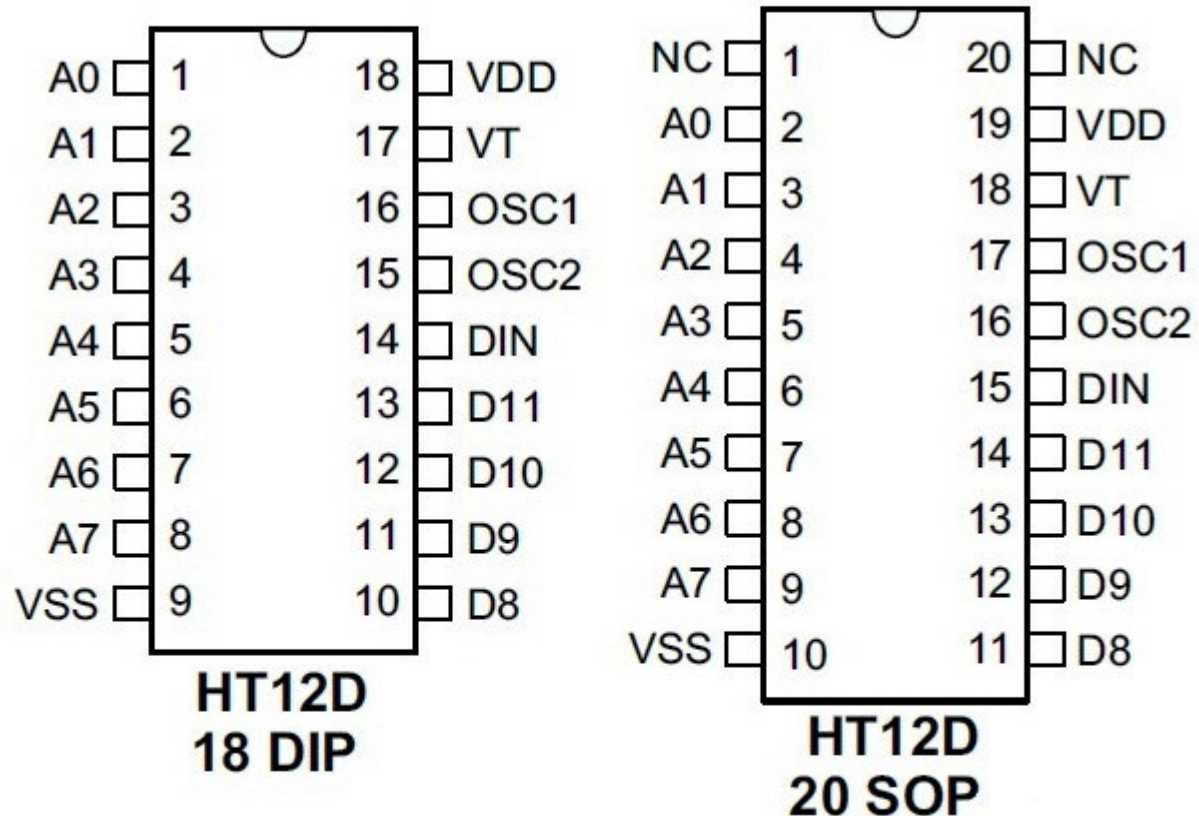 A0 1 18 VDD
A1 2 17 VT
A2 3 16 OSC1
A3 4 15 OSC2
A4 5 14 DIN
A5 6 13 D11
A6 7 12 D10
A7 8 11 D9
VSS 9 10 D8
HT12D
18 DIP
NC 1 20 NC
A0 2 19 VDD
A1 3 18 VT
A2 4 17 OSC1
A3 5 16 OSC2
A4 6 15 DIN
A5 7 14 D11
A6 8 13 D10
A7 9 12 D9
VSS 10 11 D8
HT12D
20 SOP